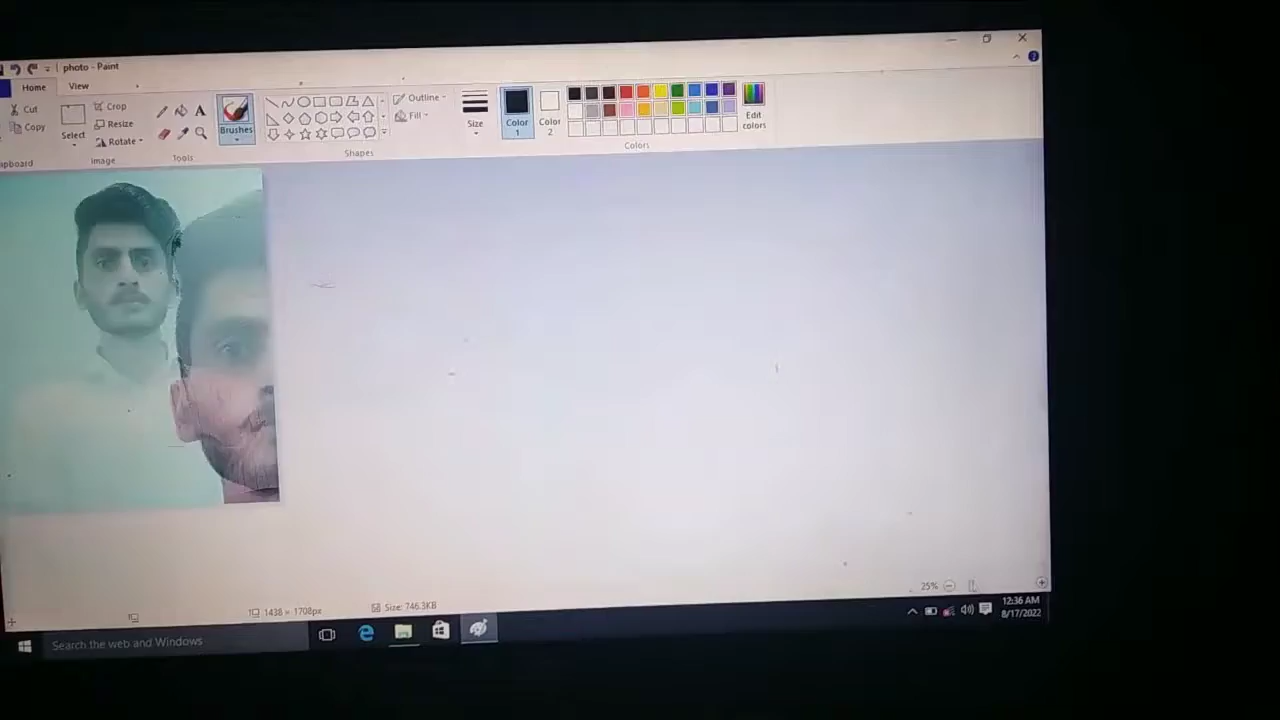 photo - Paint
Home View
Cut
Copy
Select
Crop
Resize
Rotate
Image
Tools
Brushes
Shapes
Outline
Fill
Size
Color 1
Color 2
Colors
Edit colors
1438 × 1708px
Size: 746.3KB
25%
Search the web and Windows
12:36 AM
8/17/2022